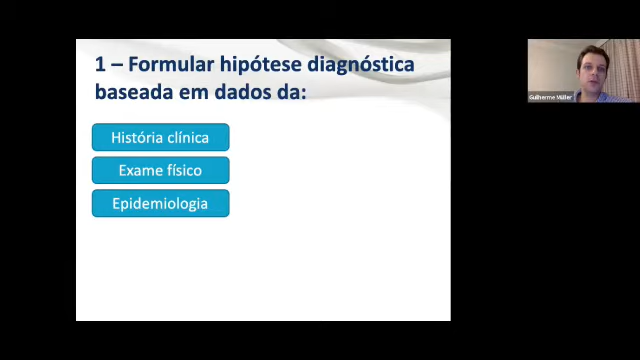 1 – Formular hipótese diagnóstica
baseada em dados da:
História clínica
Exame físico
Epidemiologia
Guilherme Müller